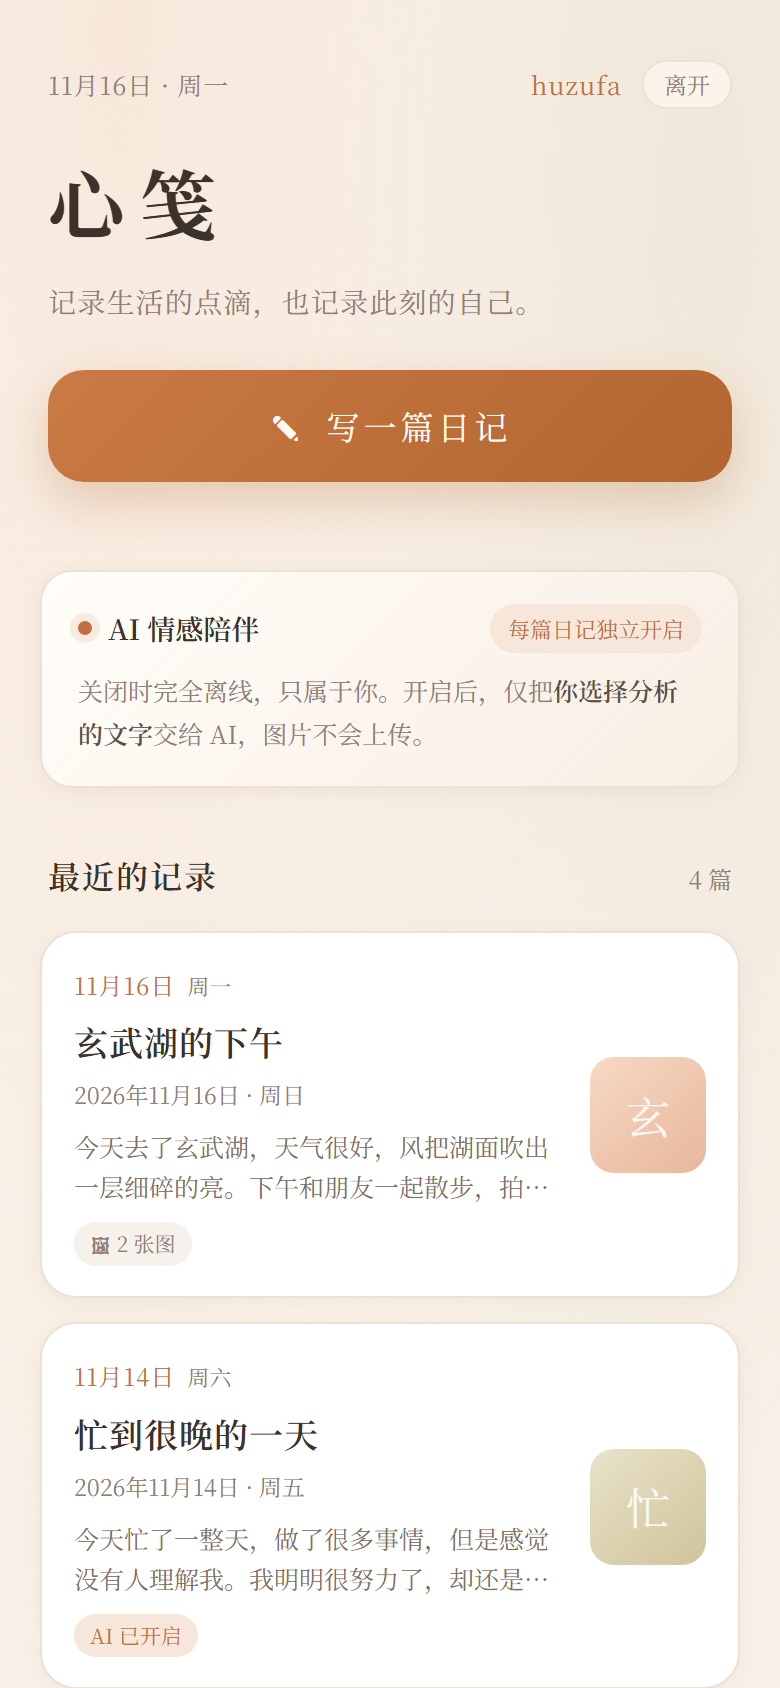 11月16日 · 周一
huzufa 离开
心笺
记录生活的点滴，也记录此刻的自己。
写一篇日记
AI 情感陪伴
每篇日记独立开启
关闭时完全离线，只属于你。开启后，仅把你选择分析
的文字交给 AI，图片不会上传。
最近的记录
4 篇
11月16日 周一
玄武湖的下午
2026年11月16日 · 周日
今天去了玄武湖，天气很好，风把湖面吹出
一层细碎的亮。下午和朋友一起散步，拍…
玄
2 张图
11月14日 周六
忙到很晚的一天
2026年11月14日 · 周五
今天忙了一整天，做了很多事情，但是感觉
没有人理解我。我明明很努力了，却还是…
忙
AI 已开启